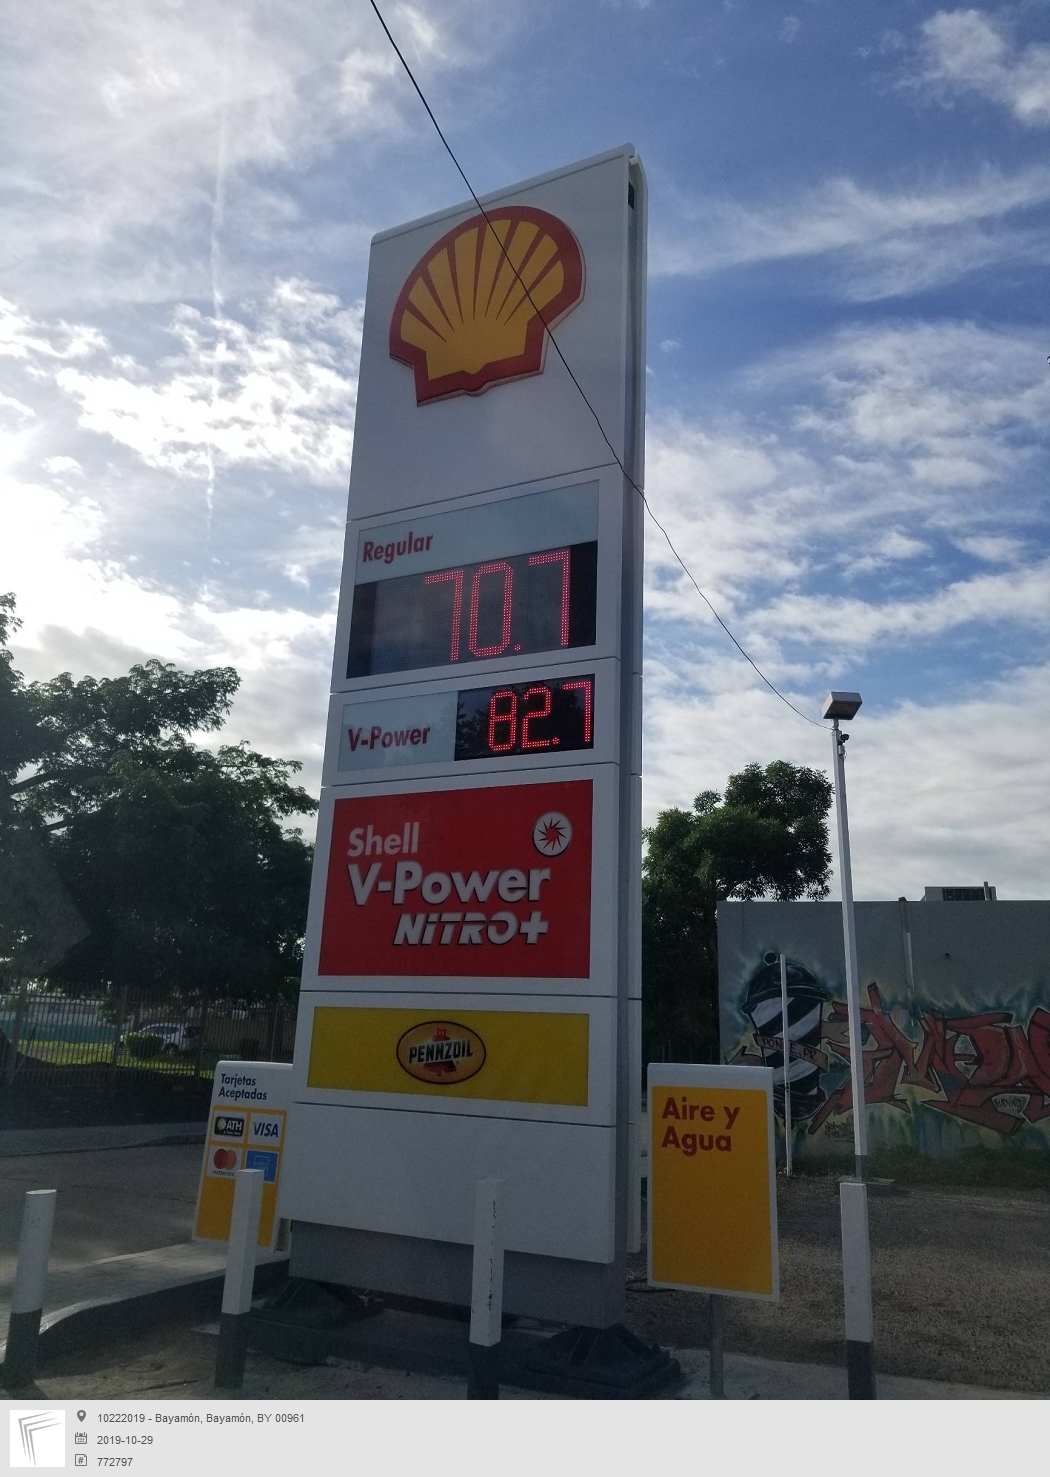 Regular
70.7
V-Power
82.7
Shell
V-Power
NiTRO+
PENNZOIL
Tarjetas
Aceptadas
ATH
VISA
Aire y
Agua
10222019 - Bayamón, Bayamón, BY 00961
2019-10-29
772797